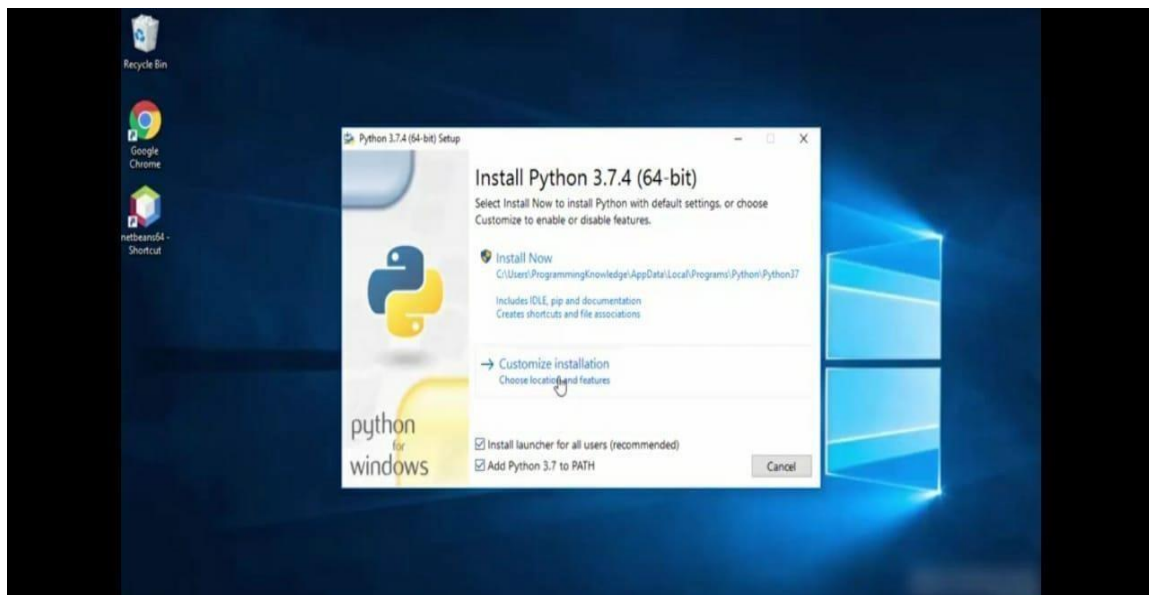 Recycle Bin
Google
Chrome
netbeans64 -
Shortcut
Python 3.7.4 (64-bit) Setup
Install Python 3.7.4 (64-bit)
Select Install Now to install Python with default settings, or choose
Customize to enable or disable features.
Install Now
C:\Users\ProgrammingKnowledge\AppData\Local\Programs\Python\Python37
Includes IDLE, pip and documentation
Creates shortcuts and file associations
Customize installation
Choose location and features
python
for
windows
Install launcher for all users (recommended)
Add Python 3.7 to PATH
Cancel